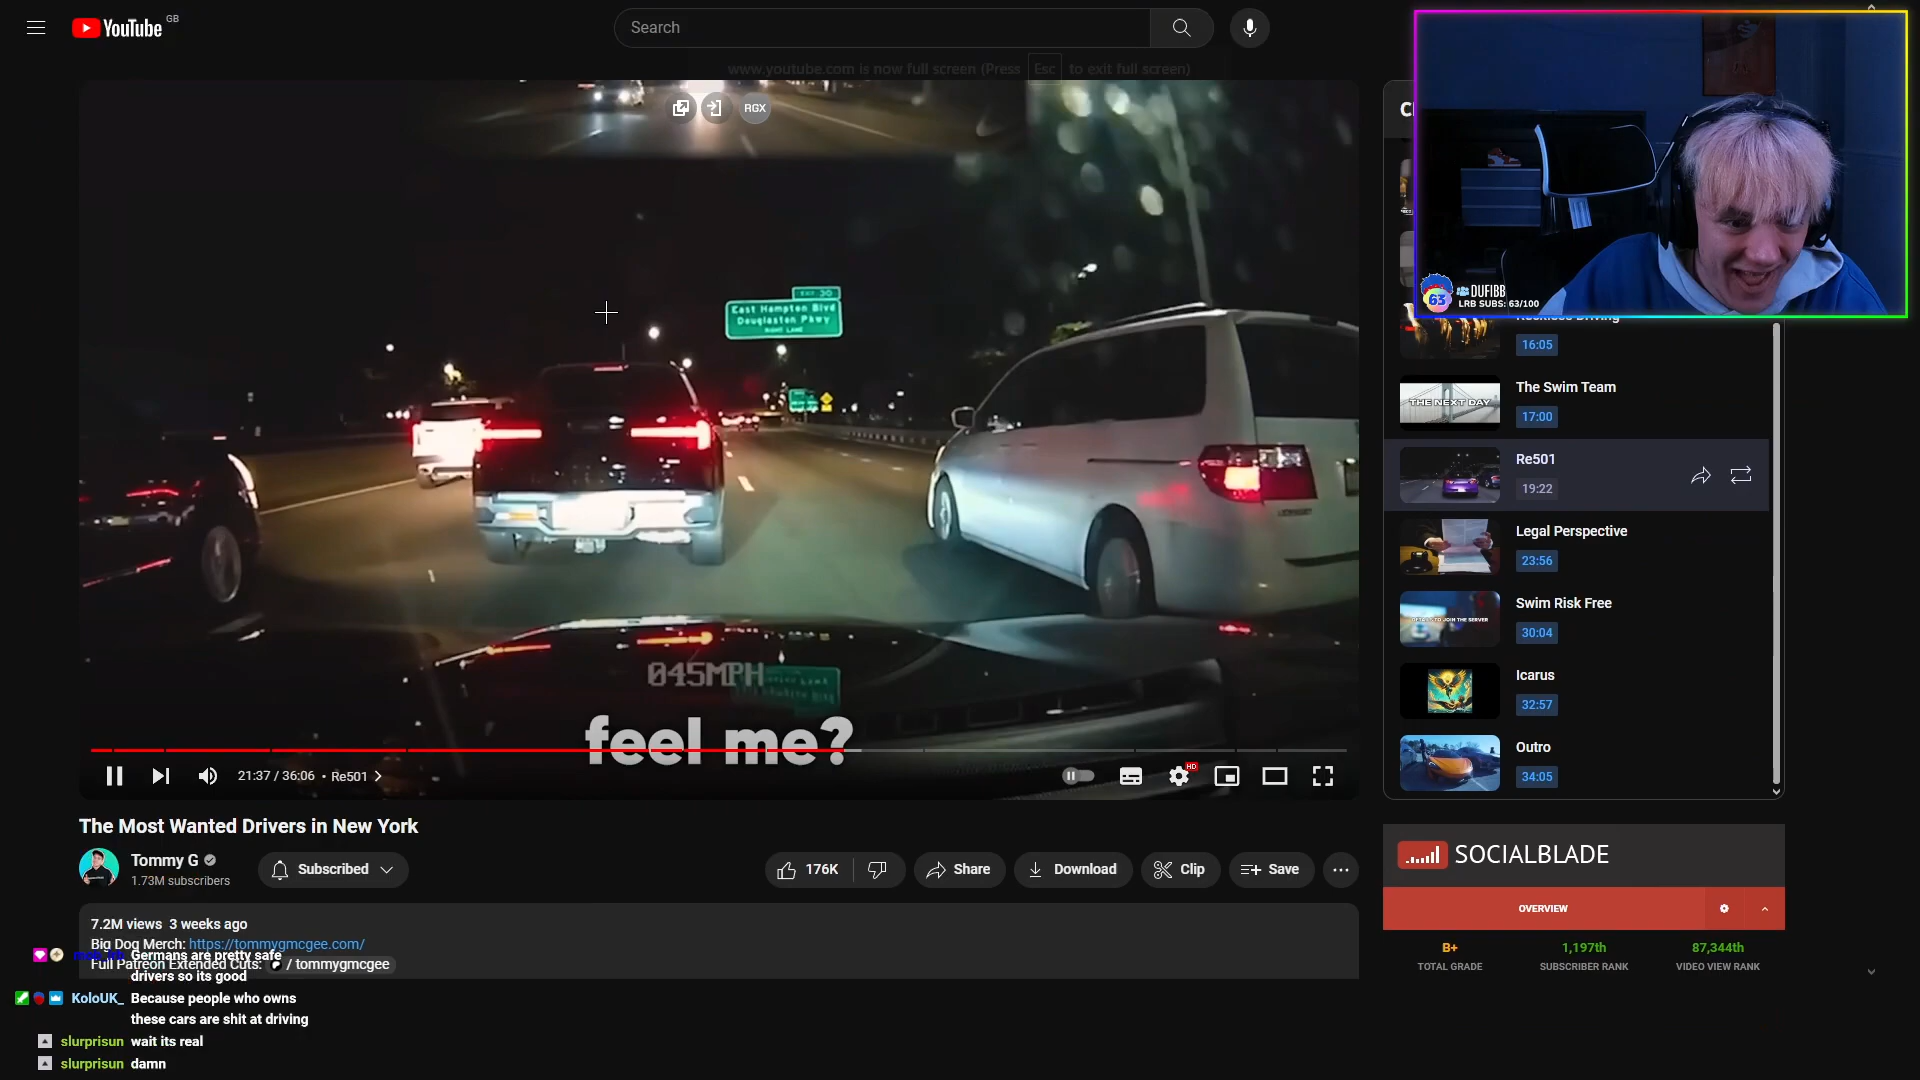 YouTube GB
Search
www.youtube.com is now full screen (Press Esc to exit full screen)
RGX
EXIT 30
East Hampton Blvd
Douglaston Pkwy
RIGHT LANE
045MPH
feel me?
21:37 / 36:06 • Re501
HD
63
DUFIBB
LRB SUBS: 63/100
16:05
THE NEXT DAY
The Swim Team
17:00
Re501
19:22
Legal Perspective
23:56
Swim Risk Free
30:04
Icarus
32:57
Outro
34:05
The Most Wanted Drivers in New York
Tommy G
1.73M subscribers
Subscribed
176K
Share
Download
Clip
Save
7.2M views 3 weeks ago
Big Dog Merch: https://tommygmcgee.com/
Full Patreon Extended Cuts: / tommygmcgee
Germans are pretty safe
drivers so its good
KoloUK_ Because people who owns
these cars are shit at driving
slurprisun wait its real
slurprisun damn
SOCIALBLADE
OVERVIEW
B+ 1,197th 87,344th
TOTAL GRADE SUBSCRIBER RANK VIDEO VIEW RANK